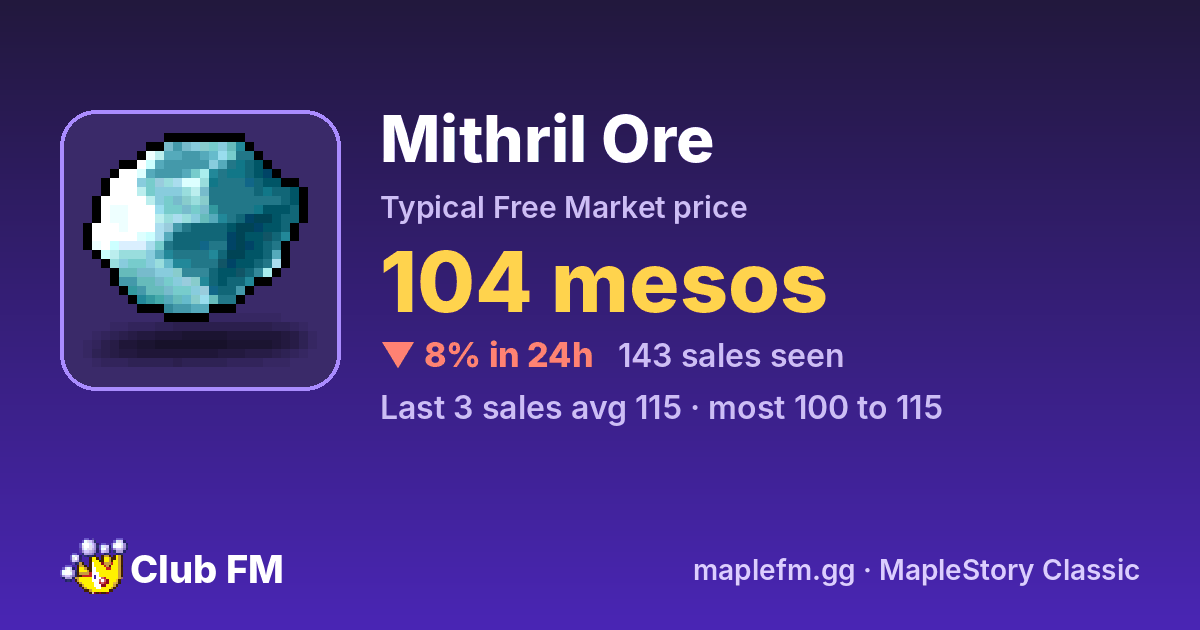 Mithril Ore
Typical Free Market price
104 mesos
▼ 8% in 24h 143 sales seen
Last 3 sales avg 115 · most 100 to 115
Club FM
maplefm.gg · MapleStory Classic